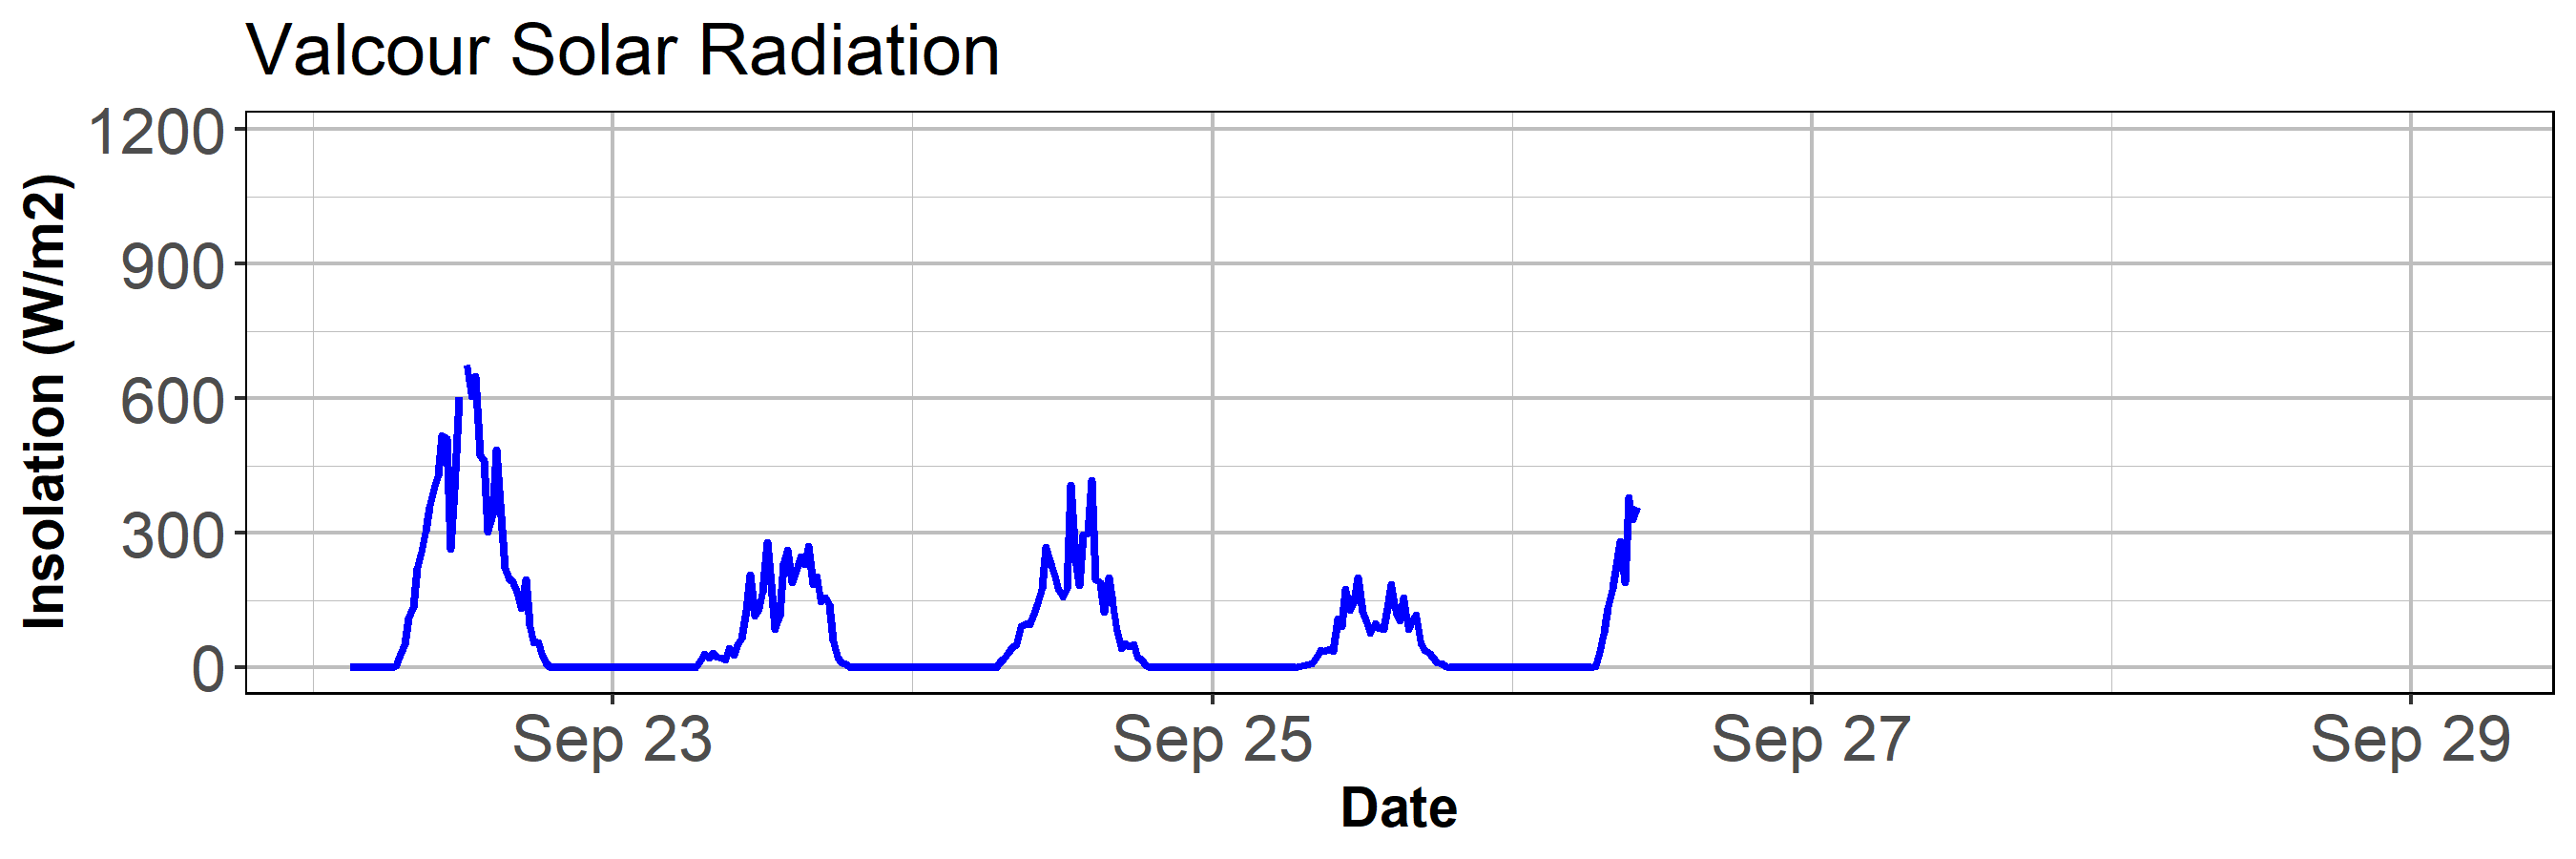 Valcour Solar Radiation
1200
900
600
300
0
Insolation (W/m2)
Sep 23 Sep 25 Sep 27 Sep 29
Date